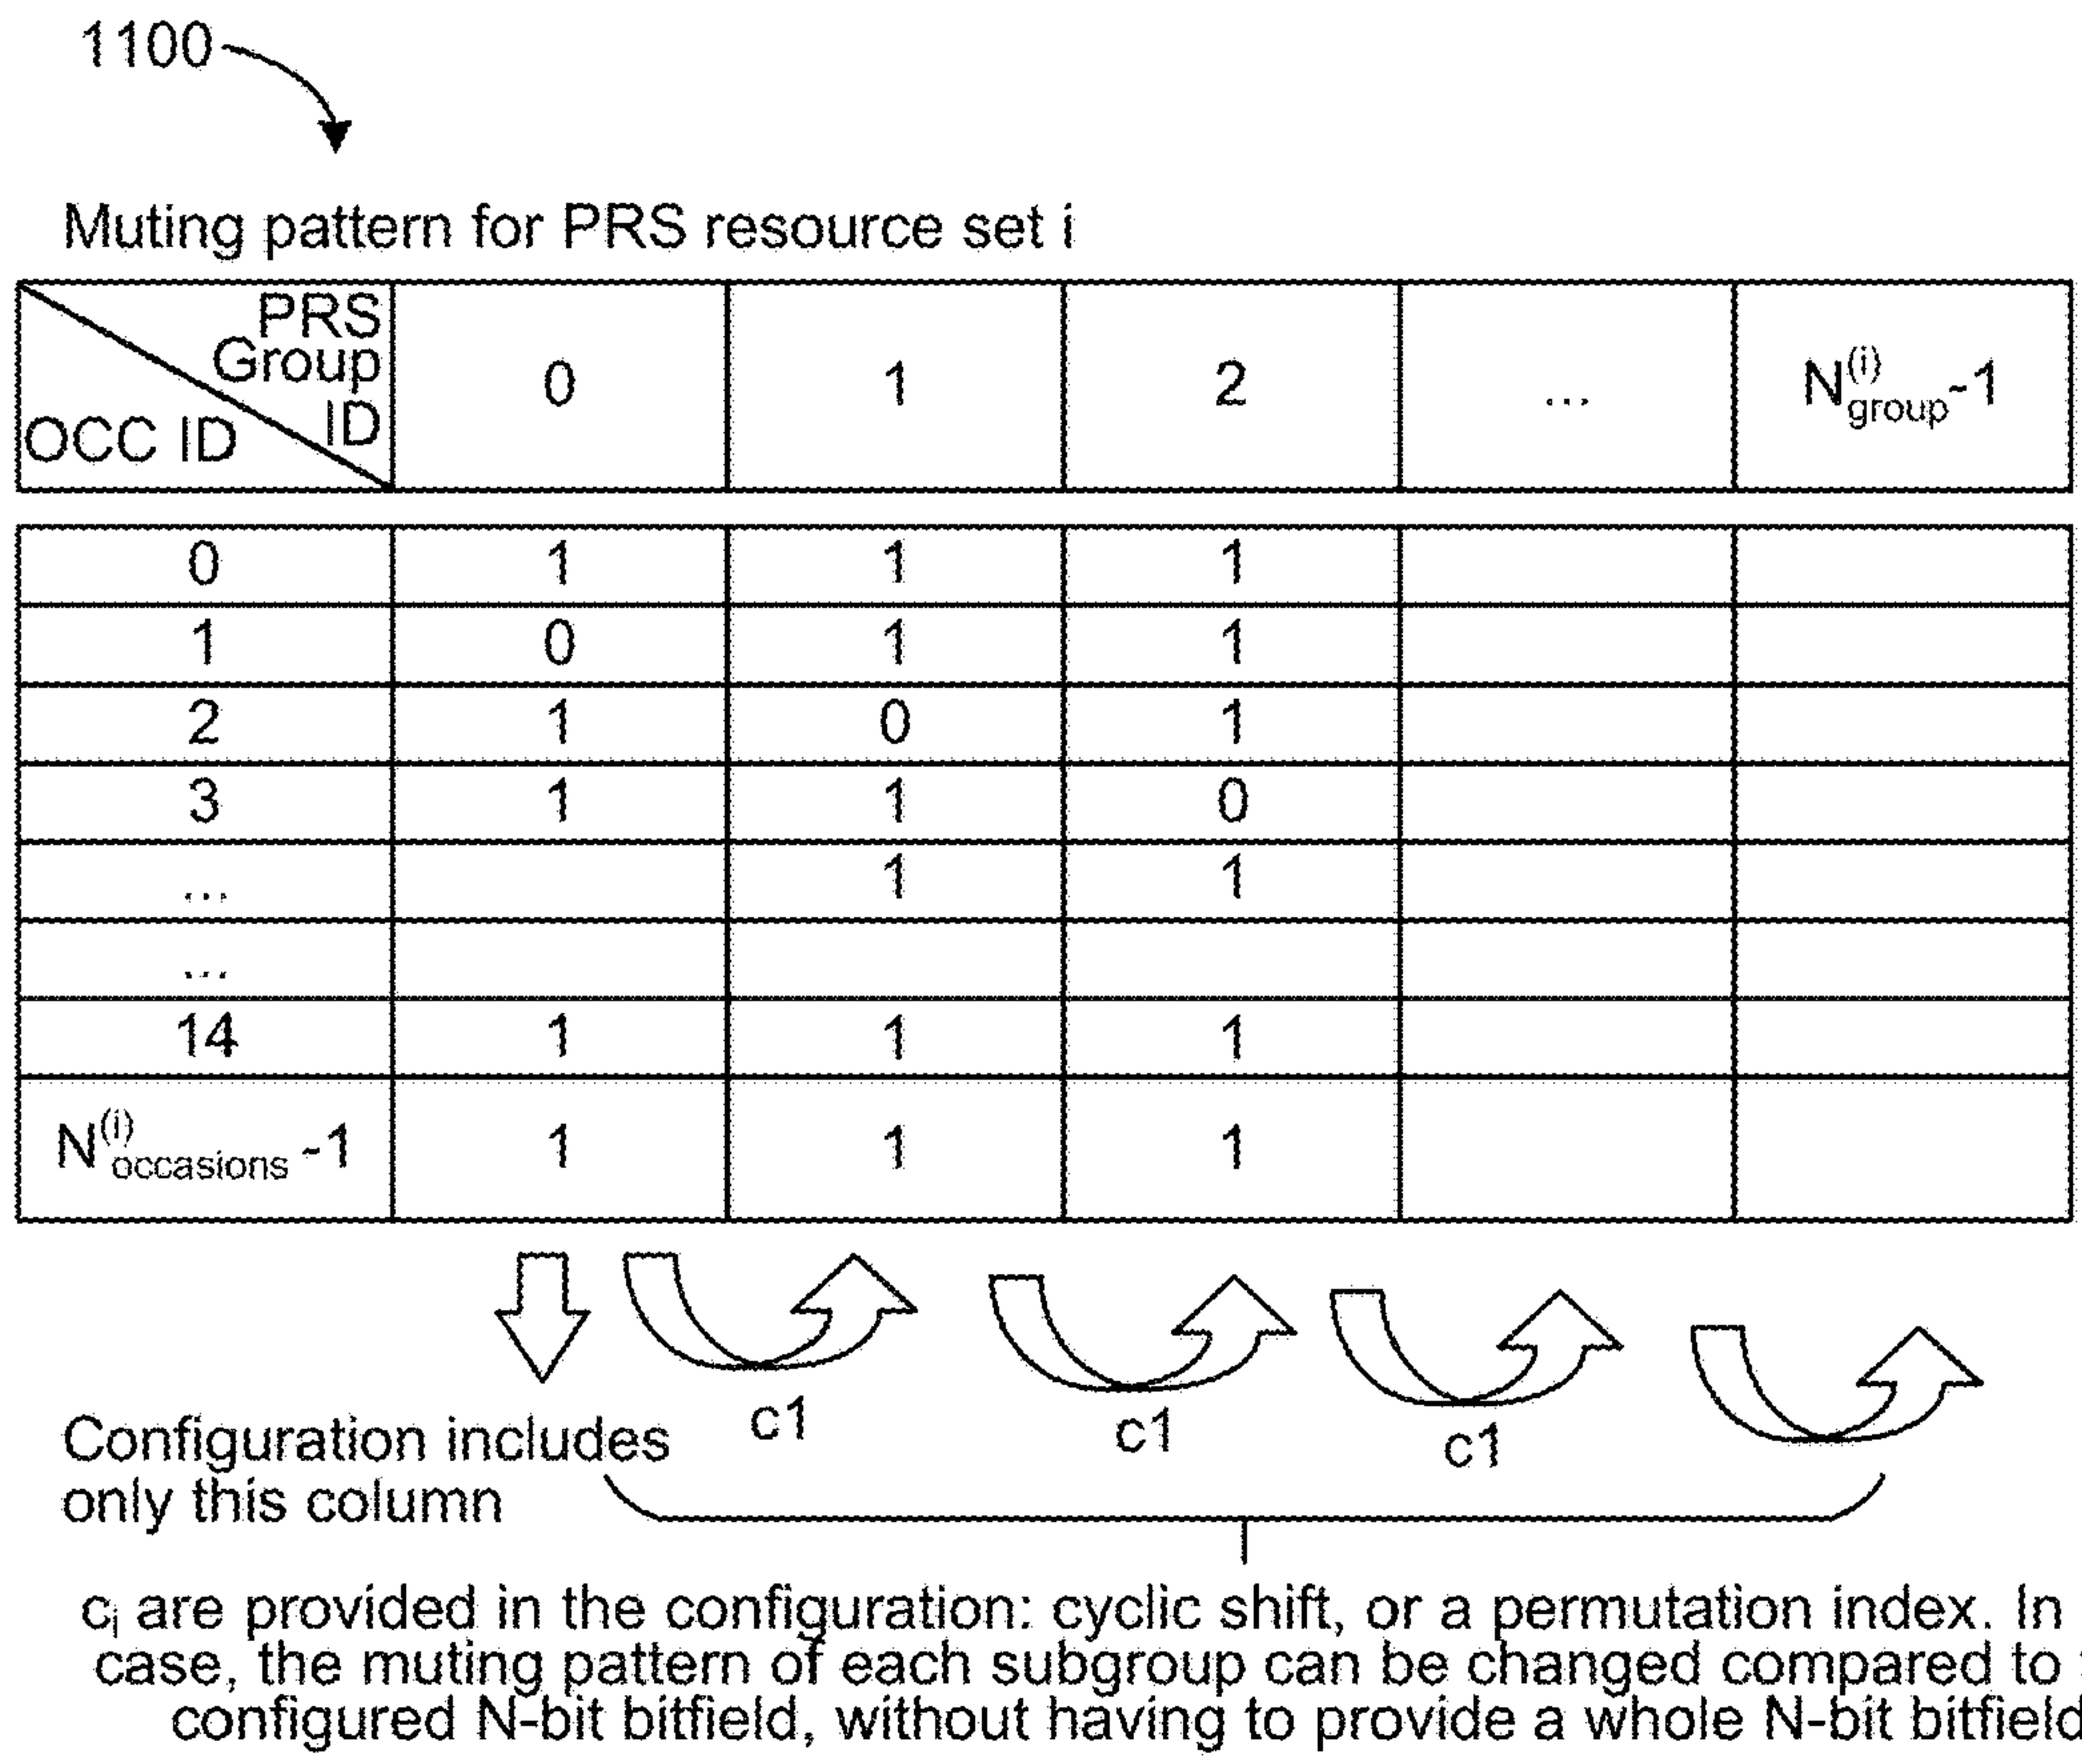 1100
Muting pattern for PRS resource set i
PRS
Group
ID
OCC ID
0 1 2 ... N(i)group-1
0 1 1 1
1 0 1 1
2 1 0 1
3 1 1 0
... 1 1
...
14 1 1 1
N(i)occasions -1 1 1 1
c1 c1 c1
Configuration includes
only this column
ci are provided in the configuration: cyclic shift, or a permutation index. In
case, the muting pattern of each subgroup can be changed compared to
configured N-bit bitfield, without having to provide a whole N-bit bitfield